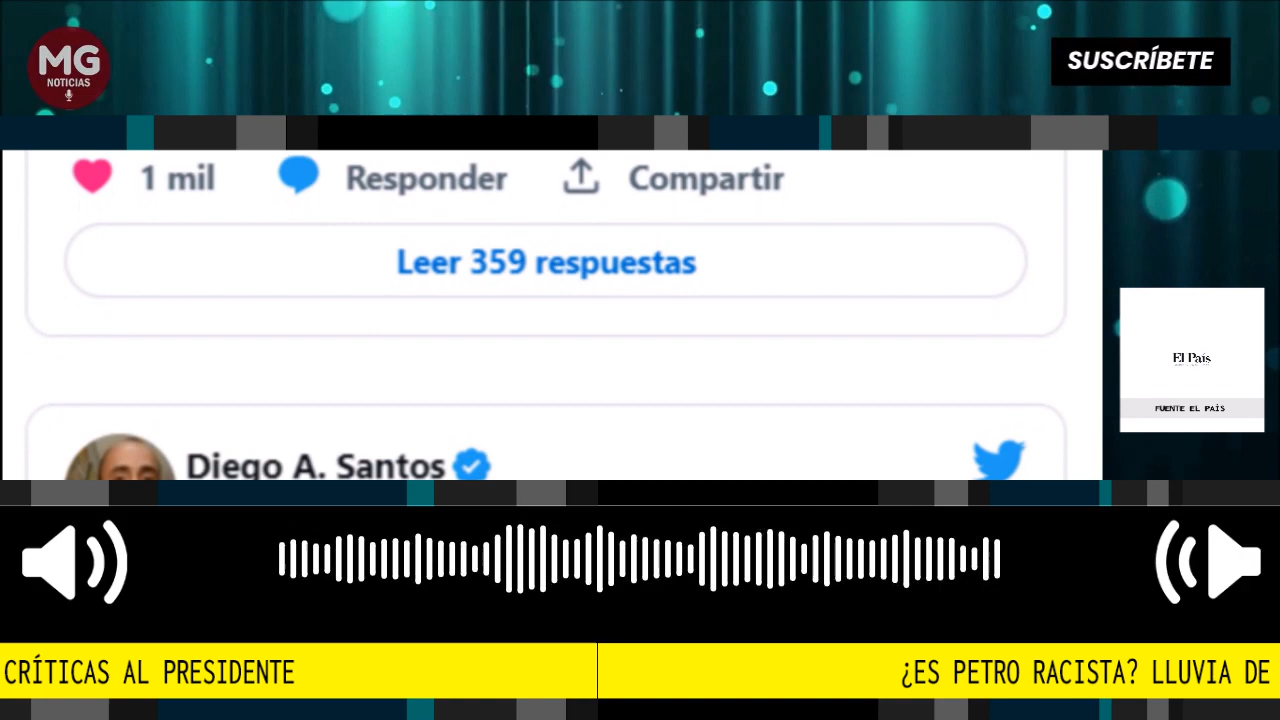 MG
NOTICIAS
SUSCRÍBETE
1 mil
Responder
Compartir
Leer 359 respuestas
El País
FUENTE EL PAÍS
Diego A. Santos
CRÍTICAS AL PRESIDENTE
¿ES PETRO RACISTA? LLUVIA DE